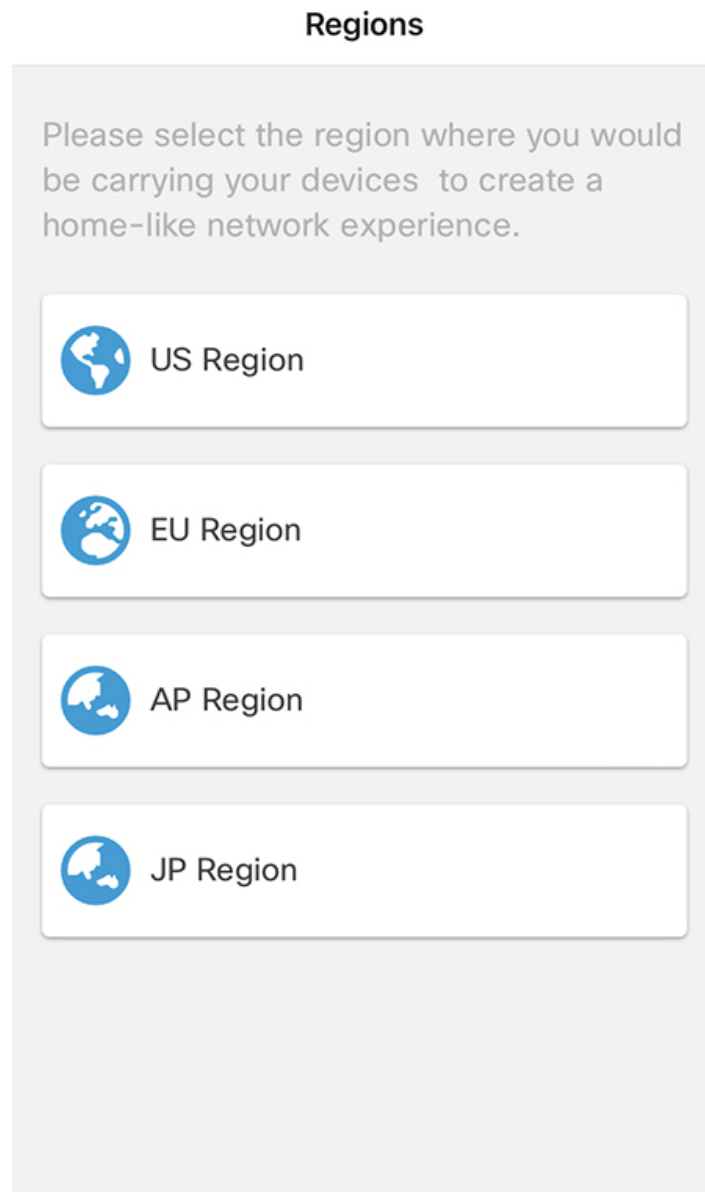 Regions
Please select the region where you would
be carrying your devices  to create a
home-like network experience.
US Region
EU Region
AP Region
JP Region